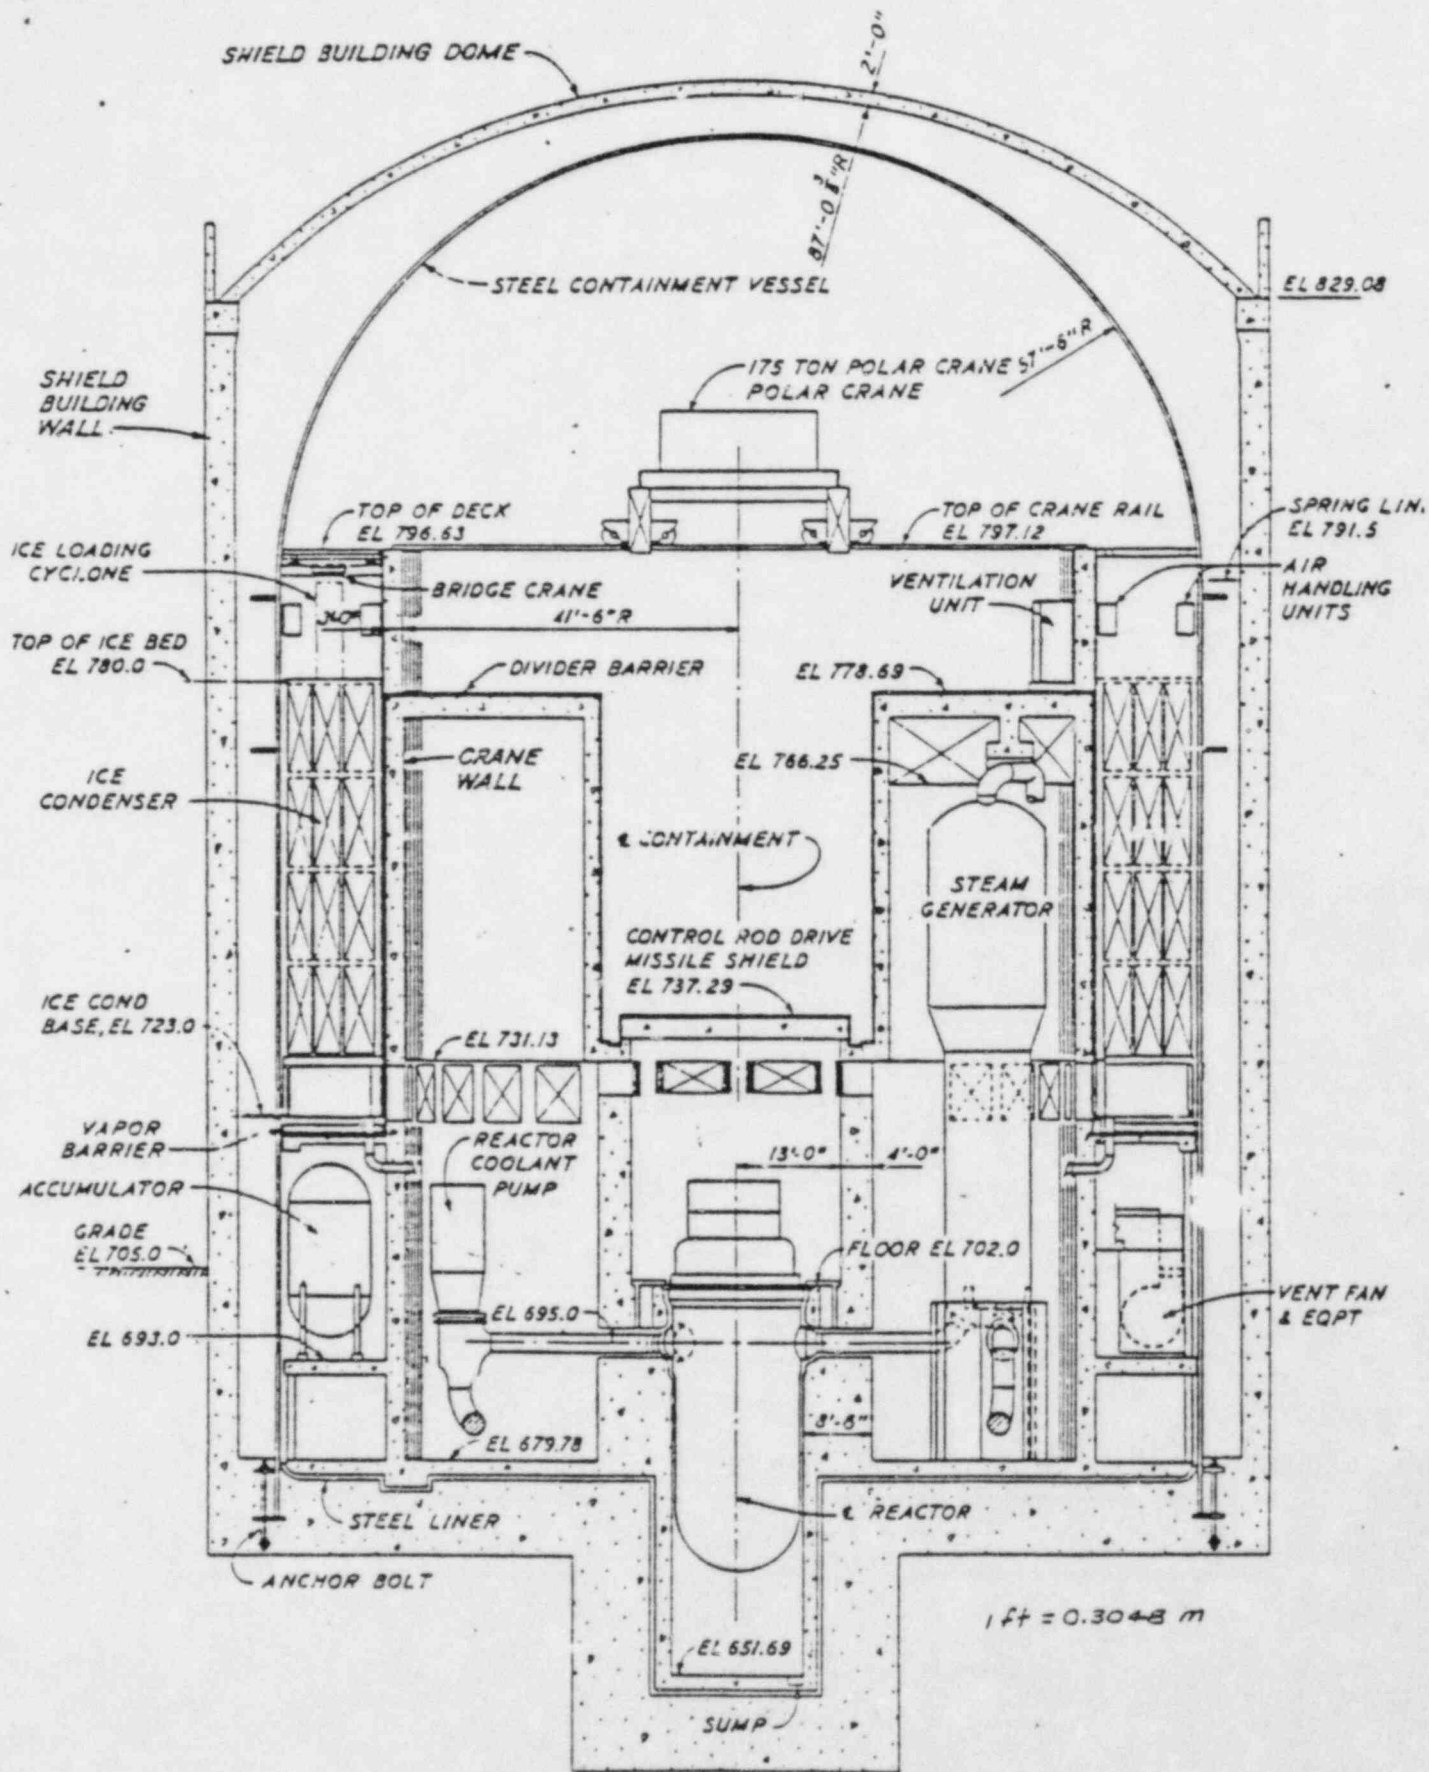 SHIELD BUILDING DOME
2'-0"
87'-0 3/8"R
STEEL CONTAINMENT VESSEL
EL 829.08
175 TON POLAR CRANE
POLAR CRANE
57'-6"R
SHIELD
BUILDING
WALL
TOP OF DECK
EL 796.63
TOP OF CRANE RAIL
EL 797.12
SPRING LIN.
EL 791.5
ICE LOADING
CYCLONE
BRIDGE CRANE
VENTILATION
UNIT
AIR
HANDLING
UNITS
41'-6"R
TOP OF ICE BED
EL 780.0
DIVIDER BARRIER
EL 778.69
CRANE
WALL
EL 766.25
ICE
CONDENSER
℄ CONTAINMENT
STEAM
GENERATOR
CONTROL ROD DRIVE
MISSILE SHIELD
EL 737.29
ICE COND
BASE, EL 723.0
EL 731.13
VAPOR
BARRIER
REACTOR
COOLANT
PUMP
13'-0"
4'-0"
ACCUMULATOR
GRADE
EL 705.0
FLOOR EL 702.0
EL 695.0
VENT FAN
& EQPT
EL 693.0
8'-6"
EL 679.78
STEEL LINER
℄ REACTOR
ANCHOR BOLT
1 ft = 0.3048 m
EL 651.69
SUMP